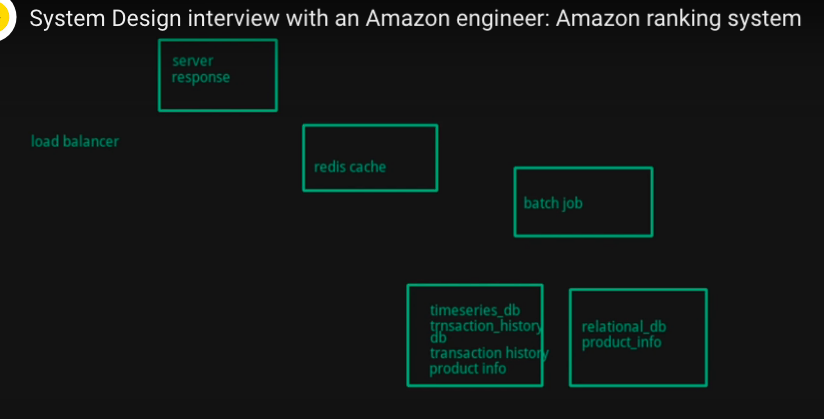 System Design interview with an Amazon engineer: Amazon ranking system
server
response
load balancer
redis cache
batch job
timeseries_db
trnsaction_history
db
transaction history
product info
relational_db
product_info